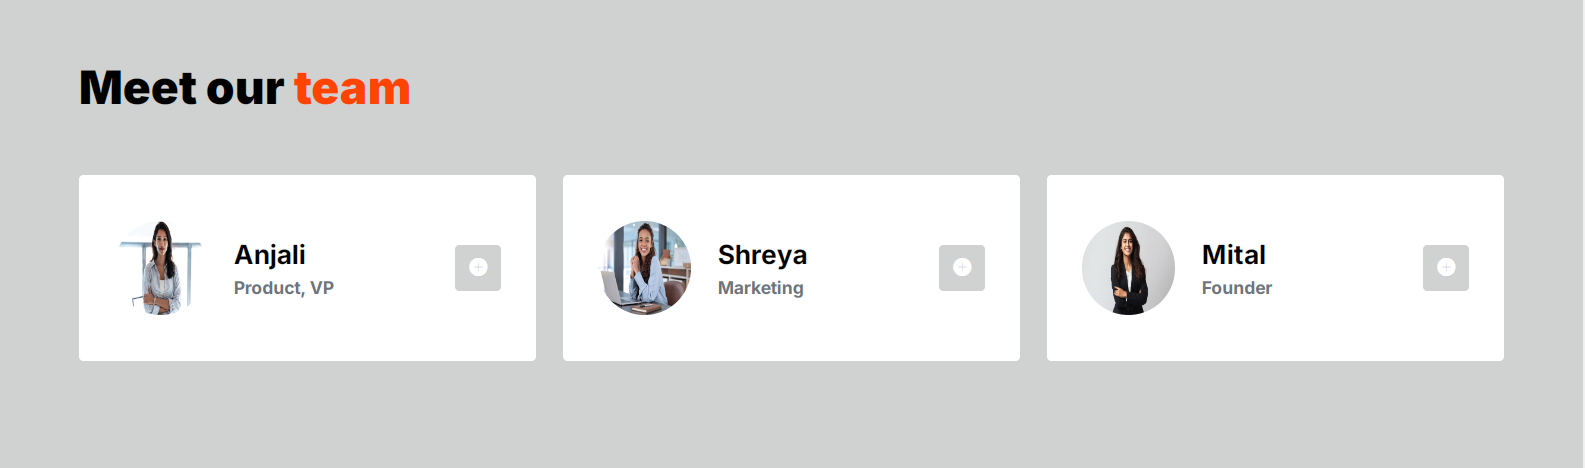 Meet our team
Anjali
Product, VP
Shreya
Marketing
Mital
Founder